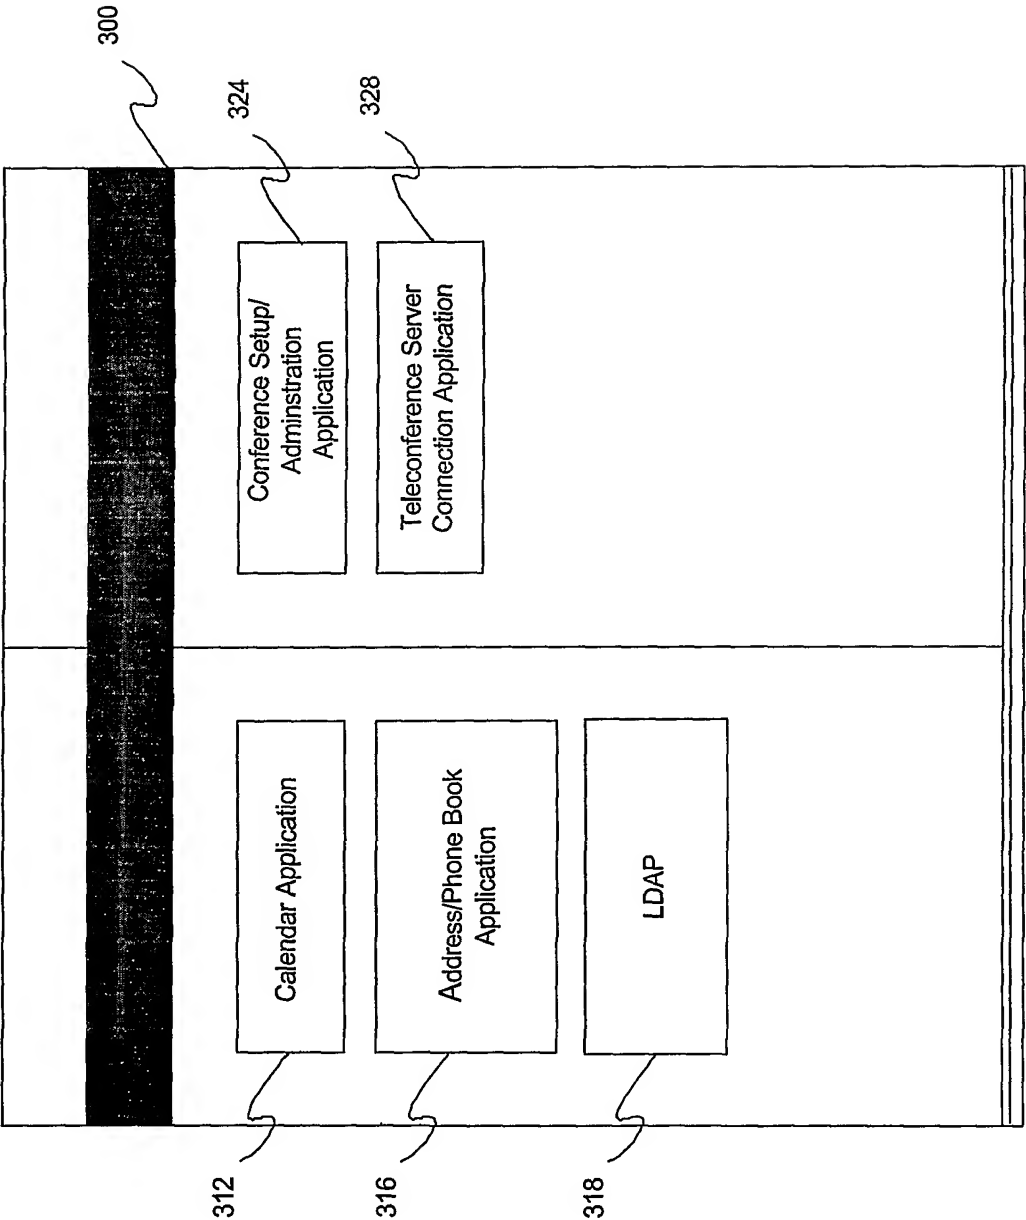 300
312
Calendar Application
316
Address/Phone Book
Application
318
LDAP
324
Conference Setup/
Adminstration
Application
328
Teleconference Server
Connection Application